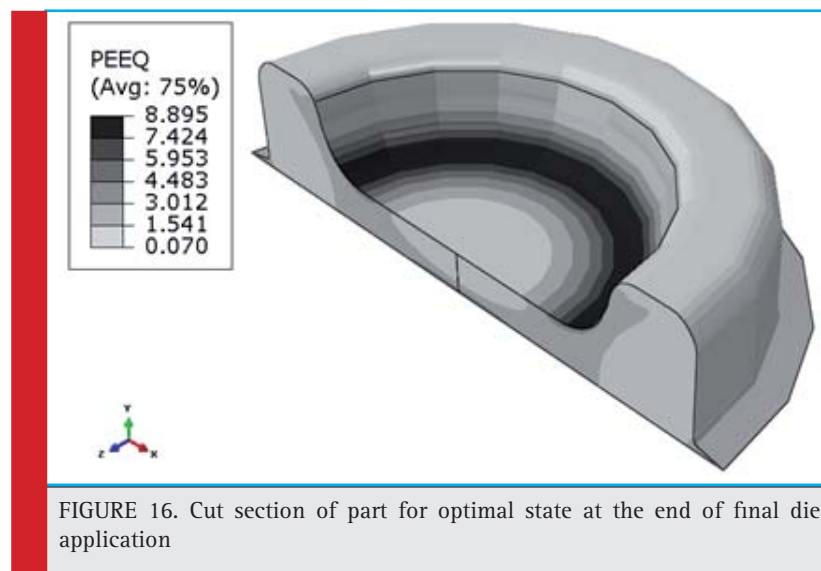 PEEQ
(Avg: 75%)
8.895
7.424
5.953
4.483
3.012
1.541
0.070
Y
Z
X
FIGURE 16. Cut section of part for optimal state at the end of final die
application